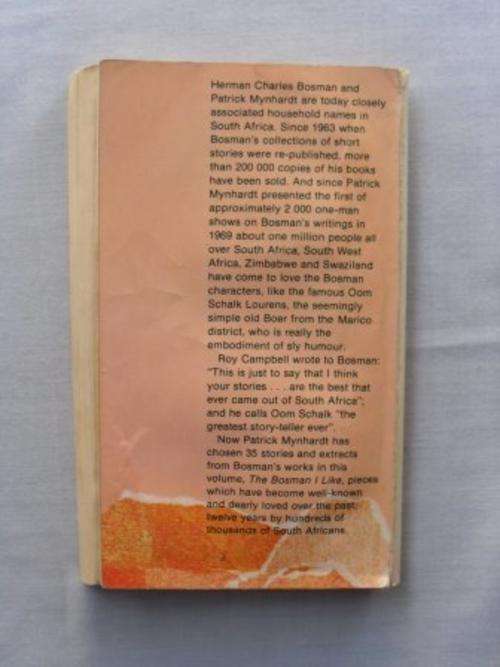 Herman Charles Bosman and
Patrick Mynhardt are today closely
associated household names in
South Africa. Since 1963 when
Bosman's collections of short
stories were re-published, more
than 200 000 copies of his books
have been sold. And since Patrick
Mynhardt presented the first of
approximately 2 000 one-man
shows on Bosman's writings in
1969 about one million people all
over South Africa, South West
Africa, Zimbabwe and Swaziland
have come to love the Bosman
characters, like the famous Oom
Schalk Lourens, the seemingly
simple old Boer from the Marico
district, who is really the
embodiment of sly humour.
Roy Campbell wrote to Bosman:
"This is just to say that I think
your stories . . . are the best that
ever came out of South Africa";
and he calls Oom Schalk "the
greatest story-teller ever".
Now Patrick Mynhardt has
chosen 35 stories and extracts
from Bosman's works in this
volume, The Bosman I Like, pieces
which have become well-known
and dearly loved over the past
twelve years by hundreds of
thousands of South Africans.